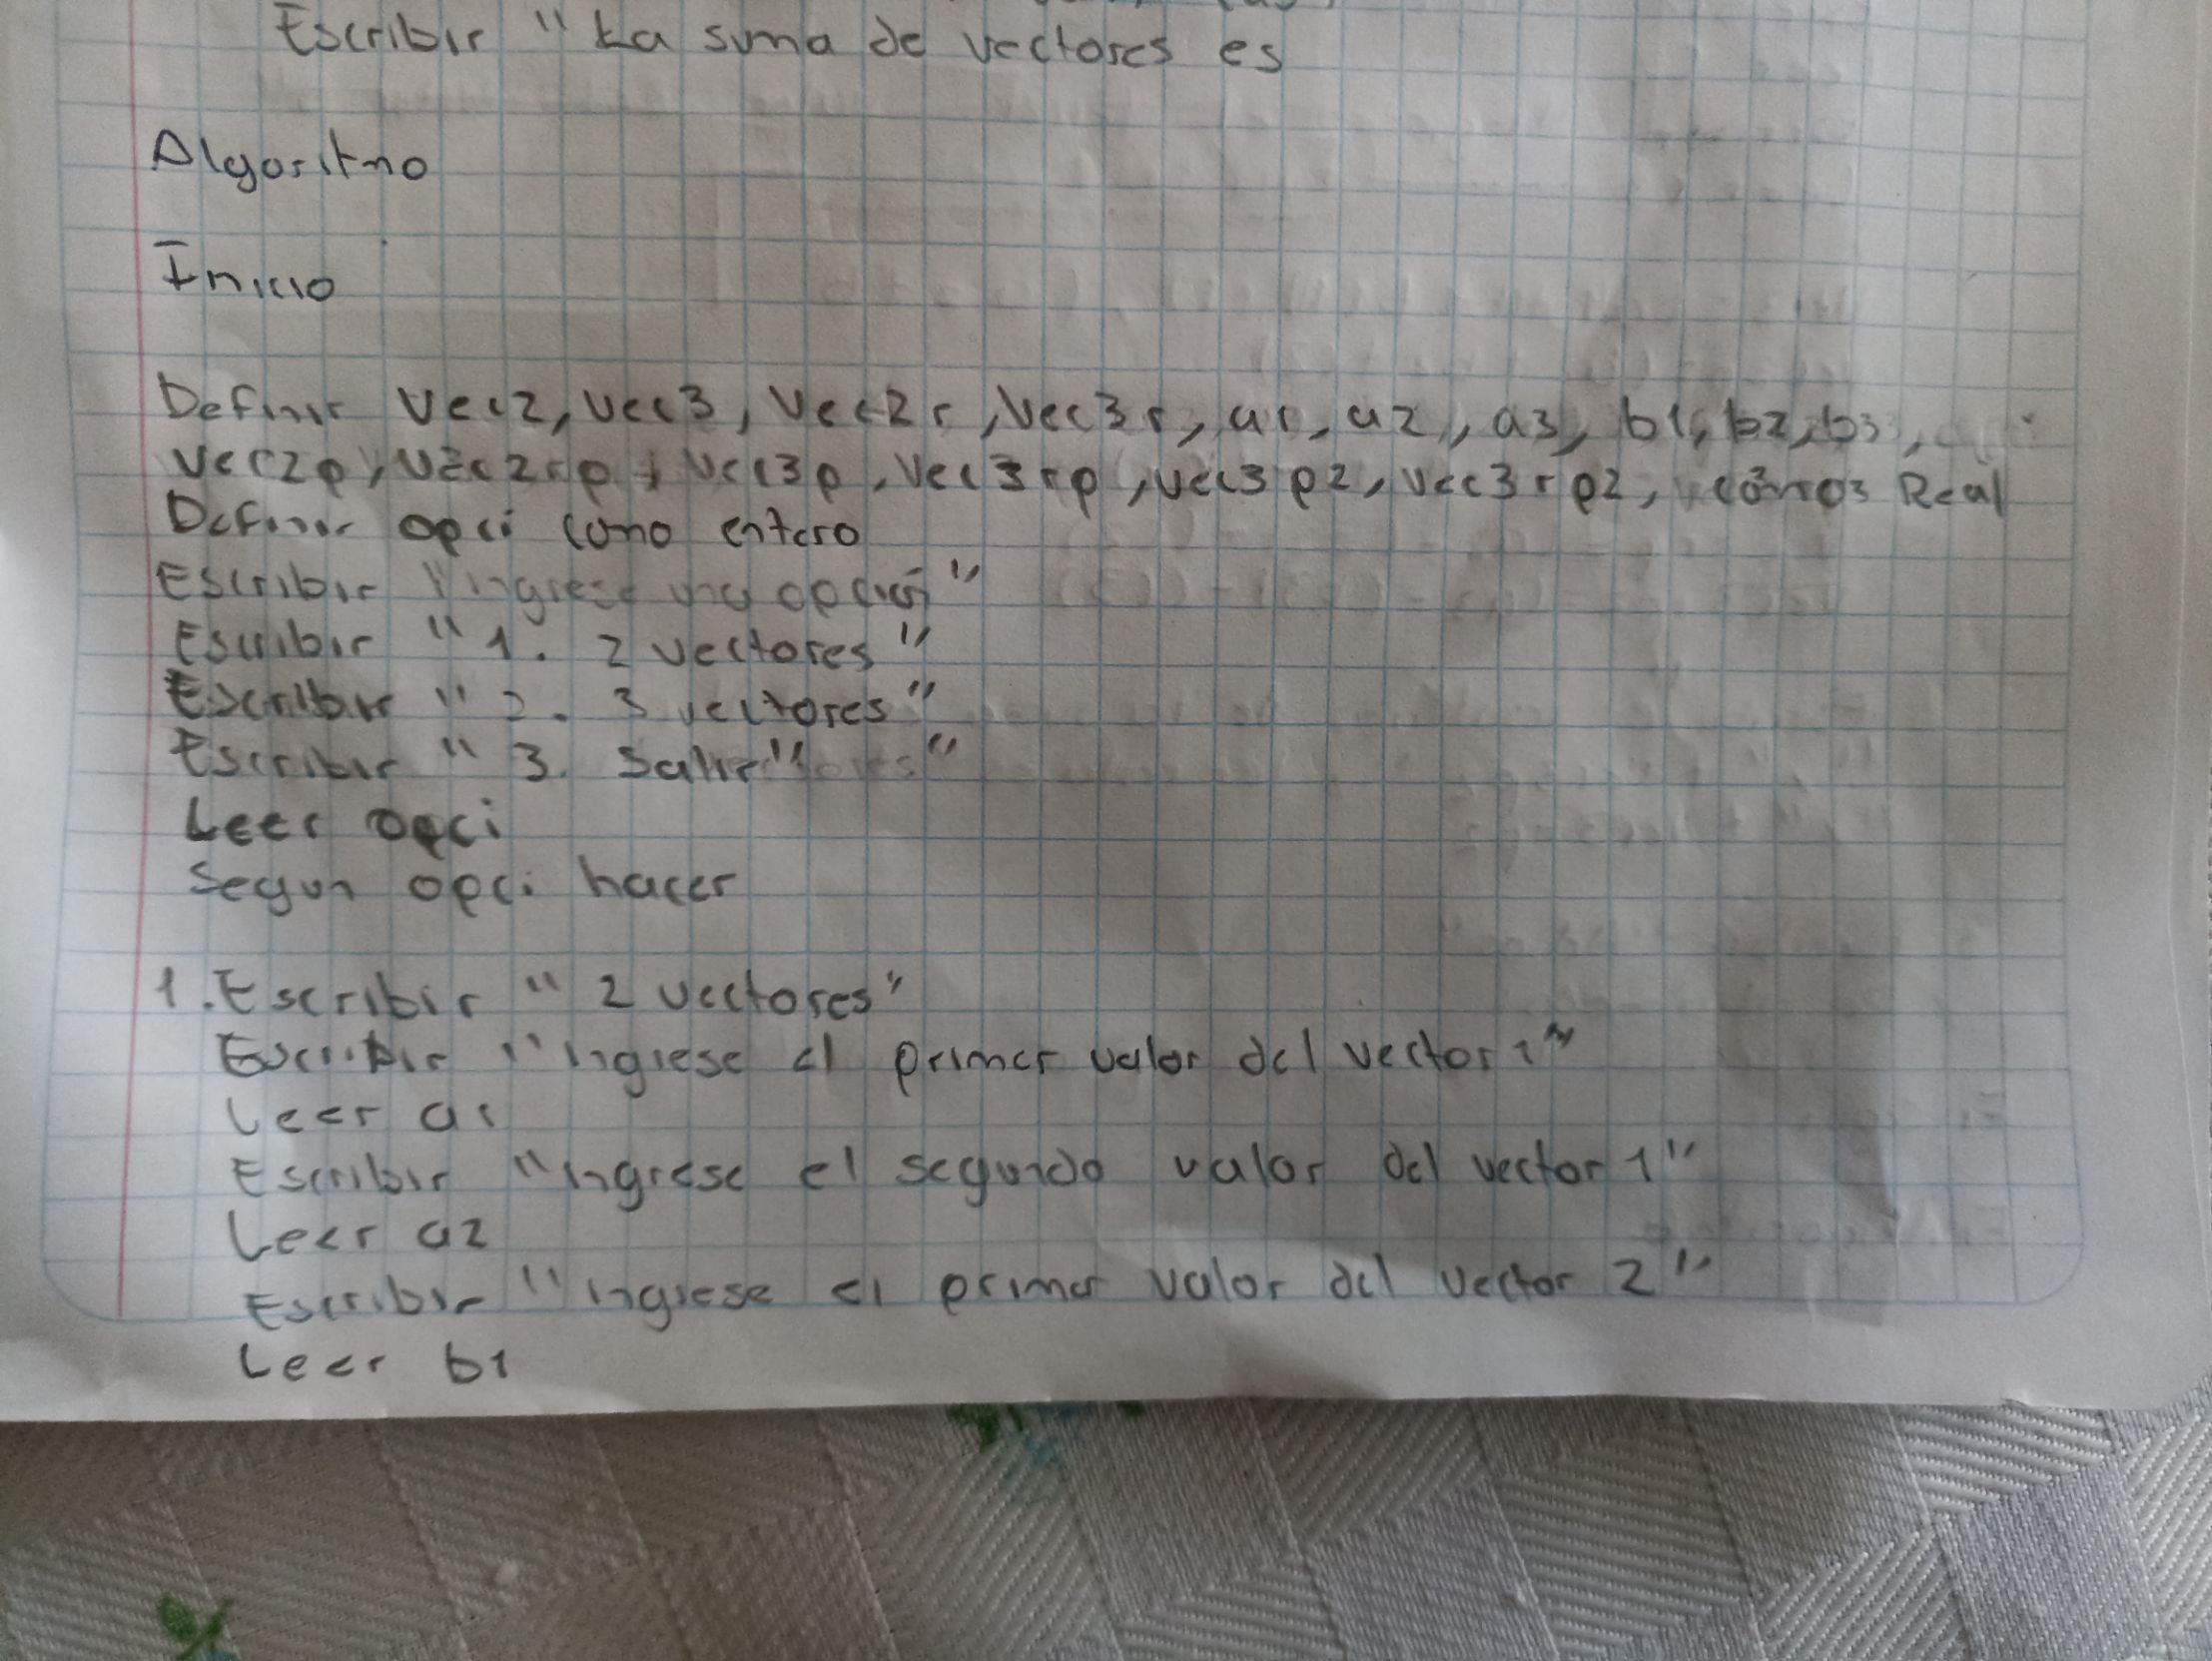 Escribir "La suma de vectores es
Algoritmo
Inicio
Definir Vec2, Vec3, Vec2r, Vec3r, a1, a2, a3, b1, b2, b3,
Vec2p, Vec2rp, Vec3p, Vec3rp, vec3p2, vec3rp2, como Real
Definir opci como entero
Escribir "ingrese una opción"
Escribir "1. 2 vectores"
Escribir "2. 3 vectores"
Escribir "3. Salir"
Leer opci
Segun opci hacer
1. Escribir "2 vectores"
Escribir "ingrese el primer valor del vector 1"
Leer a1
Escribir "ingrese el segundo valor del vector 1"
Leer a2
Escribir "ingrese el primer valor del vector 2"
Leer b1